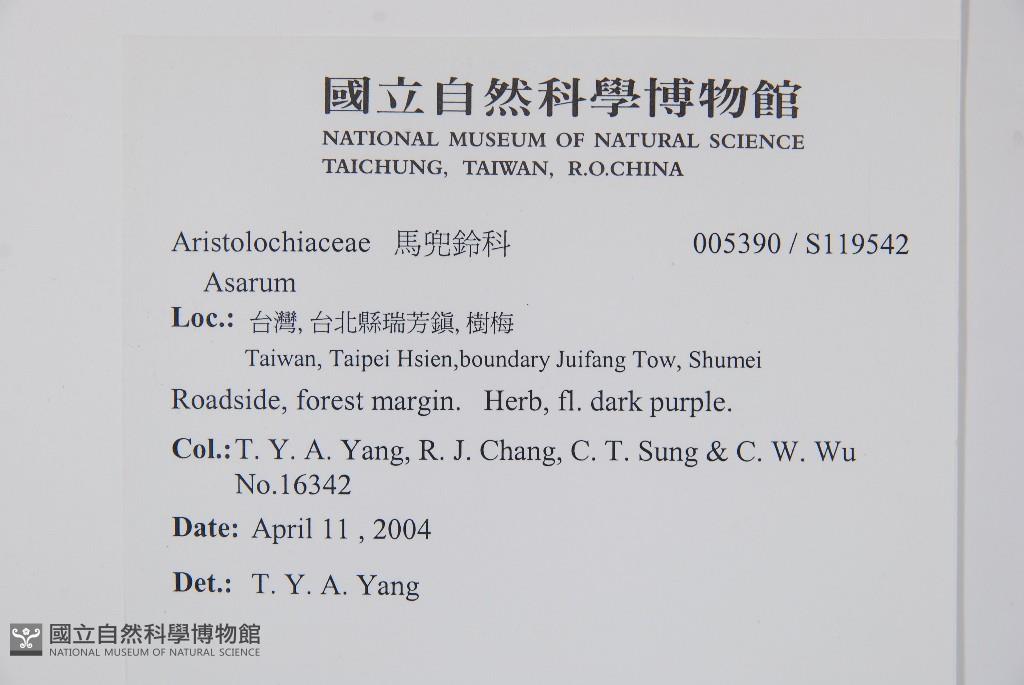 國立自然科學博物館
NATIONAL MUSEUM OF NATURAL SCIENCE
TAICHUNG, TAIWAN, R.O.CHINA
Aristolochiaceae 馬兜鈴科 005390 / S119542
Asarum
Loc.: 台灣, 台北縣瑞芳鎮, 樹梅
Taiwan, Taipei Hsien,boundary Juifang Tow, Shumei
Roadside, forest margin. Herb, fl. dark purple.
Col.: T. Y. A. Yang, R. J. Chang, C. T. Sung & C. W. Wu
No.16342
Date: April 11 , 2004
Det.: T. Y. A. Yang
國立自然科學博物館
NATIONAL MUSEUM OF NATURAL SCIENCE